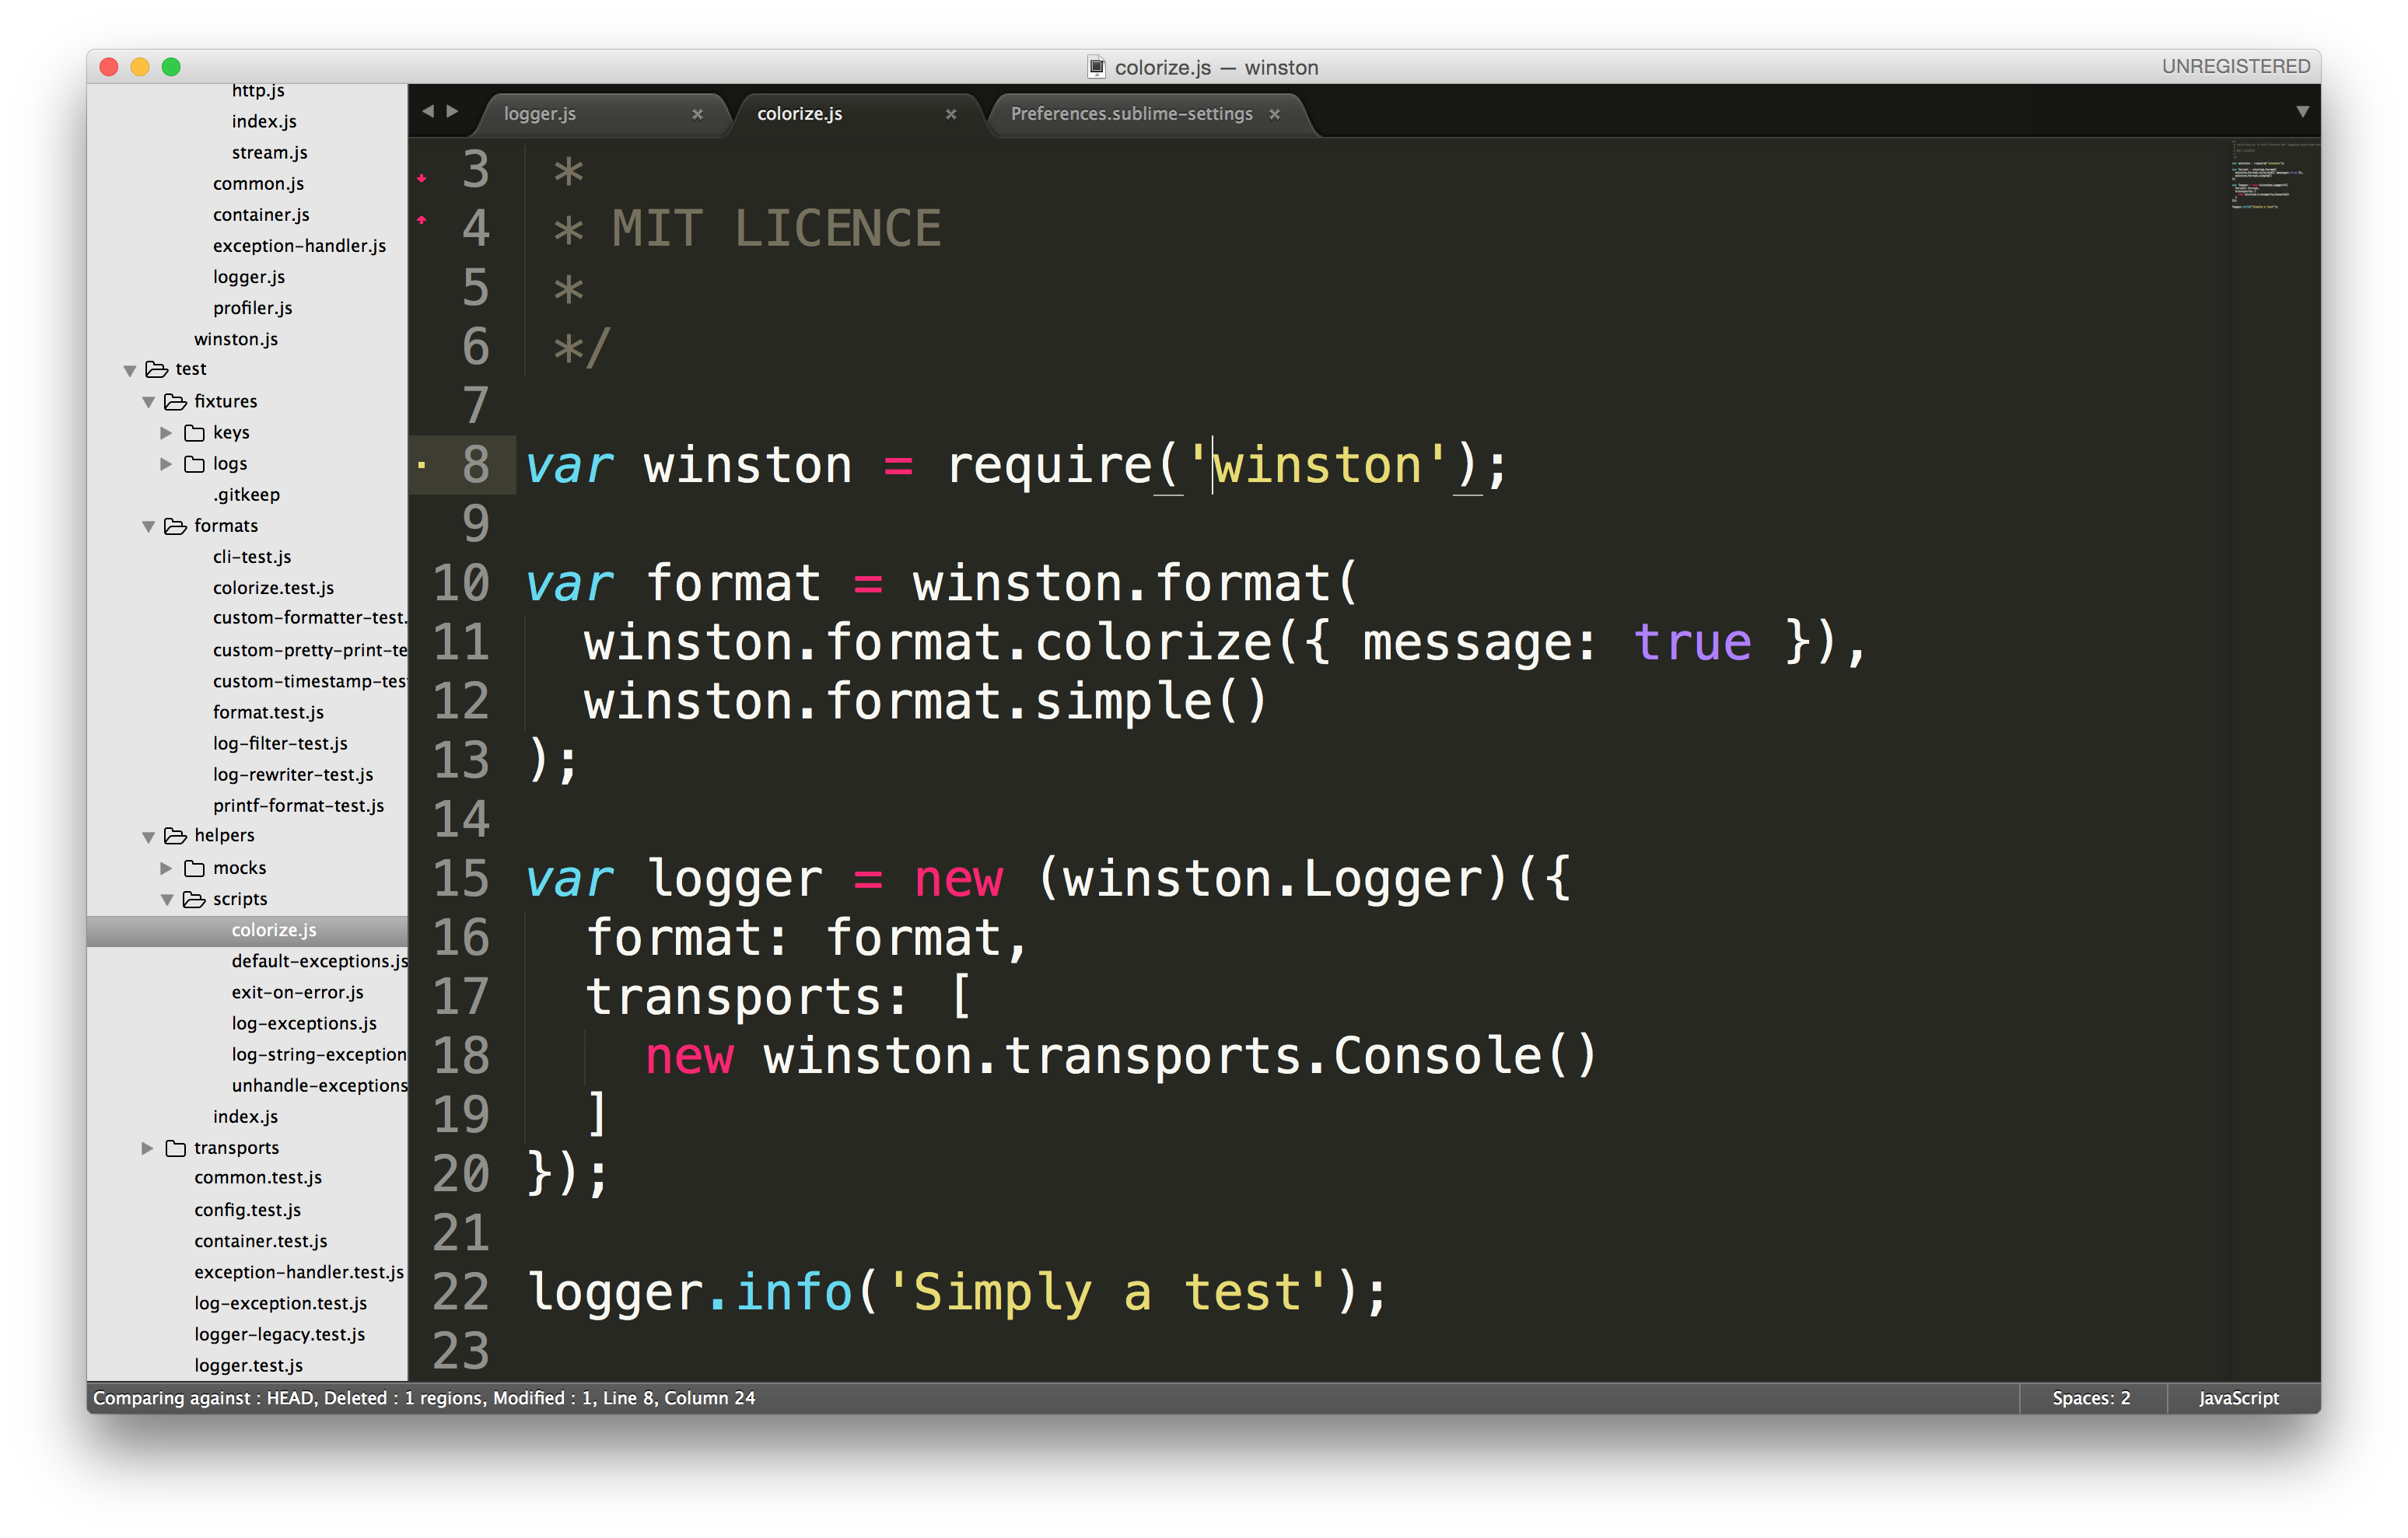 colorize.js — winston
UNREGISTERED
http.js
index.js
stream.js
common.js
container.js
exception-handler.js
logger.js
profiler.js
winston.js
test
fixtures
keys
logs
.gitkeep
formats
cli-test.js
colorize.test.js
custom-formatter-test.
custom-pretty-print-te
custom-timestamp-tes
format.test.js
log-filter-test.js
log-rewriter-test.js
printf-format-test.js
helpers
mocks
scripts
colorize.js
default-exceptions.js
exit-on-error.js
log-exceptions.js
log-string-exception
unhandle-exceptions
index.js
transports
common.test.js
config.test.js
container.test.js
exception-handler.test.js
log-exception.test.js
logger-legacy.test.js
logger.test.js
logger.js
colorize.js
Preferences.sublime-settings
3 *
4 * MIT LICENCE
5 *
6 */
7
8 var winston = require('winston');
9
10 var format = winston.format(
11 winston.format.colorize({ message: true }),
12 winston.format.simple()
13 );
14
15 var logger = new (winston.Logger)({
16 format: format,
17 transports: [
18 new winston.transports.Console()
19 ]
20 });
21
22 logger.info('Simply a test');
23
Comparing against : HEAD, Deleted : 1 regions, Modified : 1, Line 8, Column 24
Spaces: 2
JavaScript